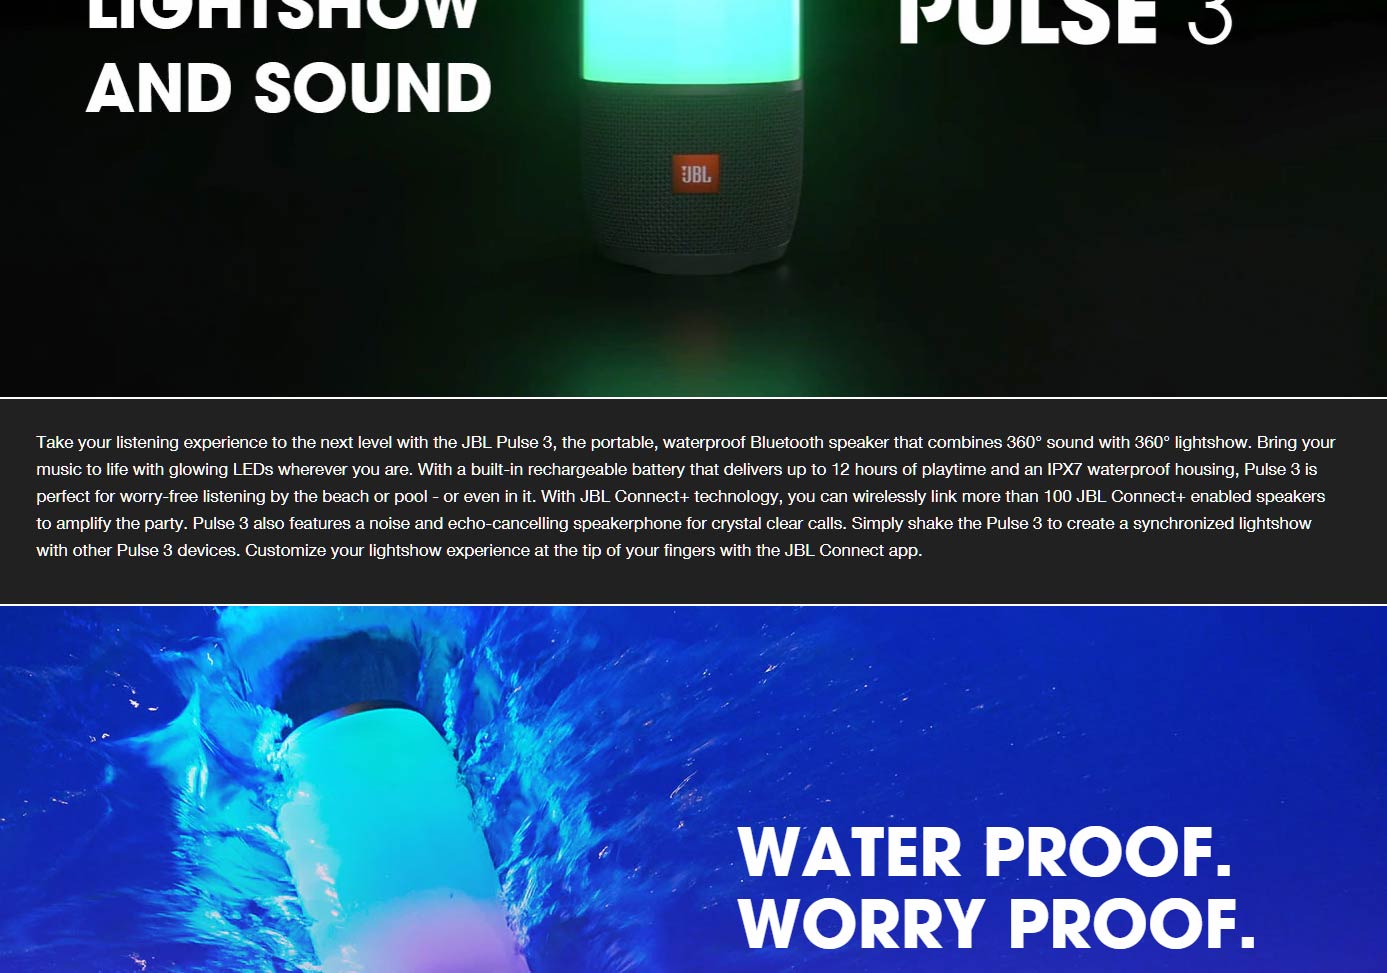 LIGHTSHOW
AND SOUND
PULSE 3
JBL
Take your listening experience to the next level with the JBL Pulse 3, the portable, waterproof Bluetooth speaker that combines 360° sound with 360° lightshow. Bring your
music to life with glowing LEDs wherever you are. With a built-in rechargeable battery that delivers up to 12 hours of playtime and an IPX7 waterproof housing, Pulse 3 is
perfect for worry-free listening by the beach or pool - or even in it. With JBL Connect+ technology, you can wirelessly link more than 100 JBL Connect+ enabled speakers
to amplify the party. Pulse 3 also features a noise and echo-cancelling speakerphone for crystal clear calls. Simply shake the Pulse 3 to create a synchronized lightshow
with other Pulse 3 devices. Customize your lightshow experience at the tip of your fingers with the JBL Connect app.
WATER PROOF.
WORRY PROOF.